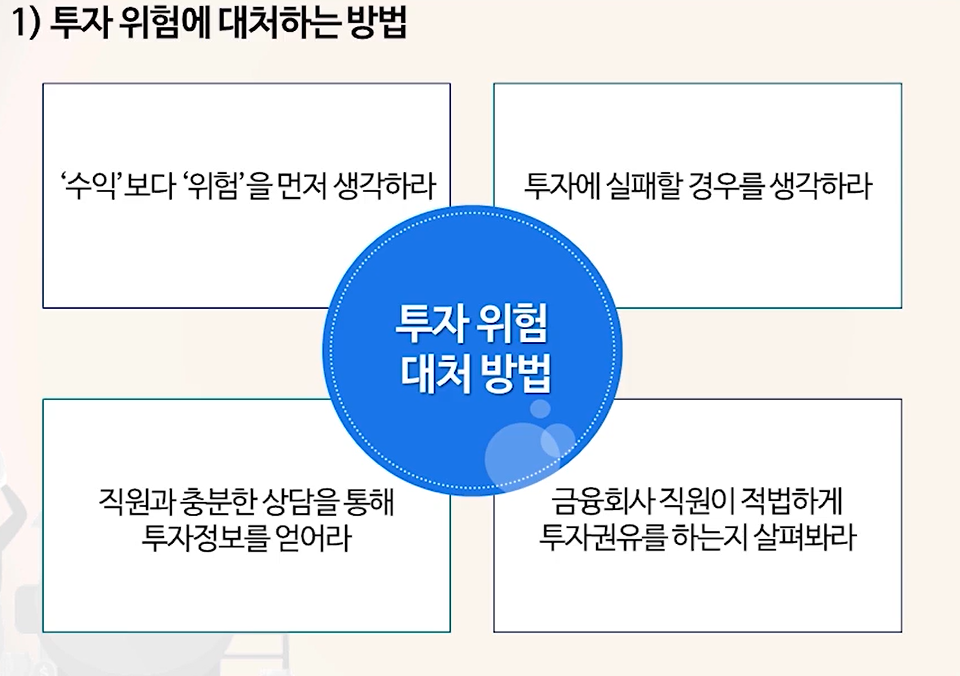 1) 투자 위험에 대처하는 방법
‘수익’보다 ‘위험’을 먼저 생각하라
투자에 실패할 경우를 생각하라
투자 위험
대처 방법
직원과 충분한 상담을 통해
투자정보를 얻어라
금융회사 직원이 적법하게
투자권유를 하는지 살펴봐라